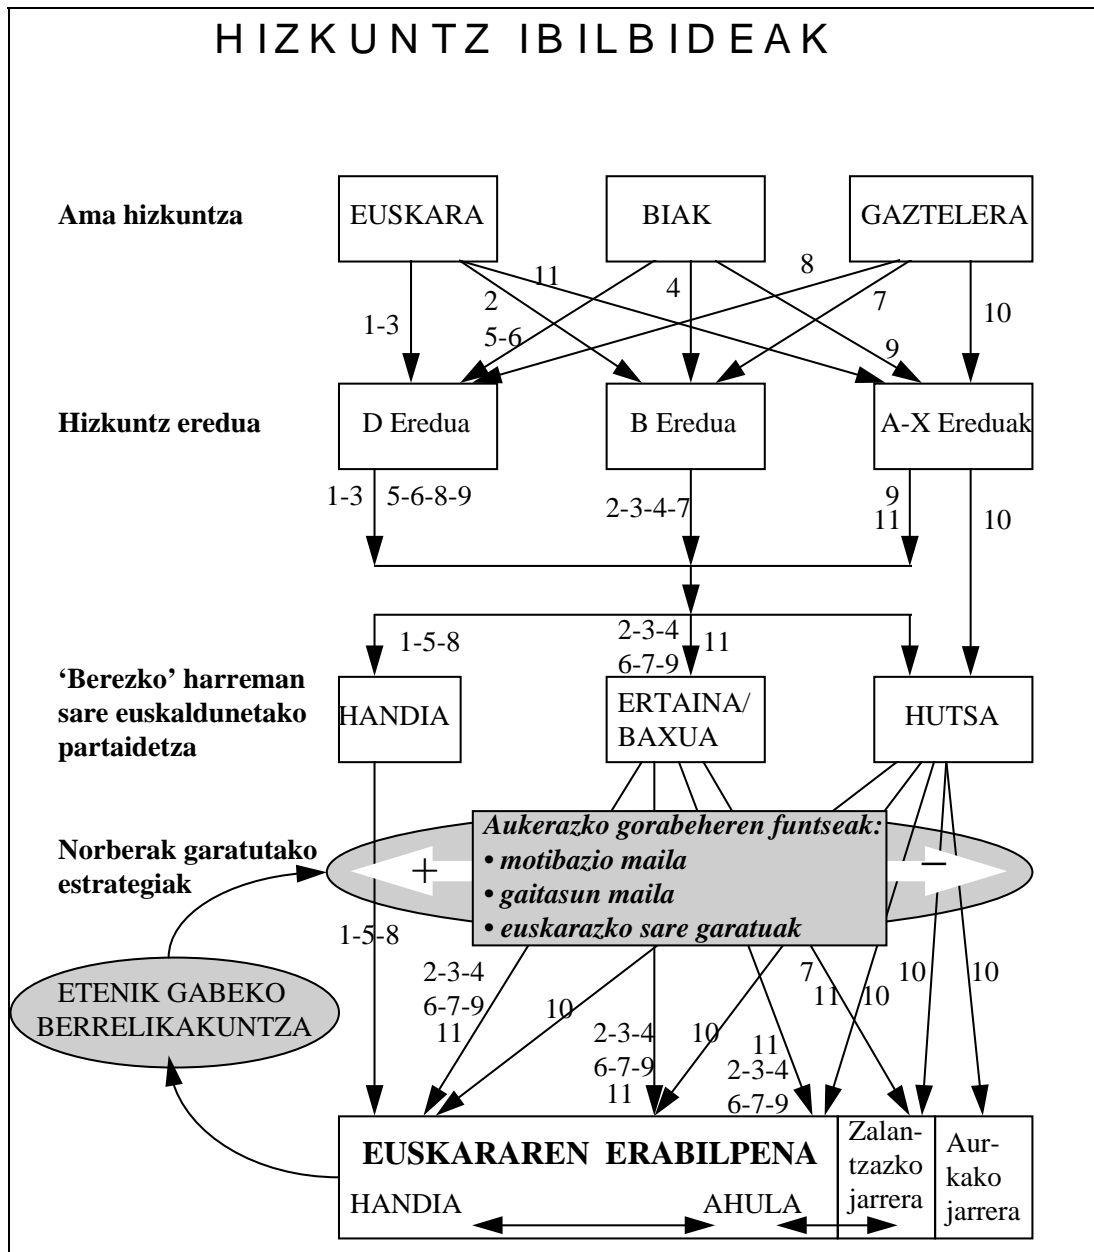 HIZKUNTZ IBILBIDEAK
Ama hizkuntza
EUSKARA
BIAK
GAZTELERA
11
8
2
4
7
1-3
5-6
10
9
Hizkuntz eredua
D Eredua
B Eredua
A-X Ereduak
1-3
5-6-8-9
2-3-4-7
9
11
10
1-5-8
2-3-4
6-7-9
11
‘Berezko’ harreman
sare euskaldunetako
partaidetza
HANDIA
ERTAINA/
BAXUA
HUTSA
Norberak garatutako
estrategiak
+
Aukerazko gorabeheren funtseak:
• motibazio maila
• gaitasun maila
• euskarazko sare garatuak
−
1-5-8
2-3-4
6-7-9
11
10
2-3-4
6-7-9
11
10
11
2-3-4
6-7-9
7
11
10
10
10
ETENIK GABEKO
BERRELIKAKUNTZA
EUSKARAREN ERABILPENA
HANDIA
AHULA
Zalan-
tzazko
jarrera
Aur-
kako
jarrera